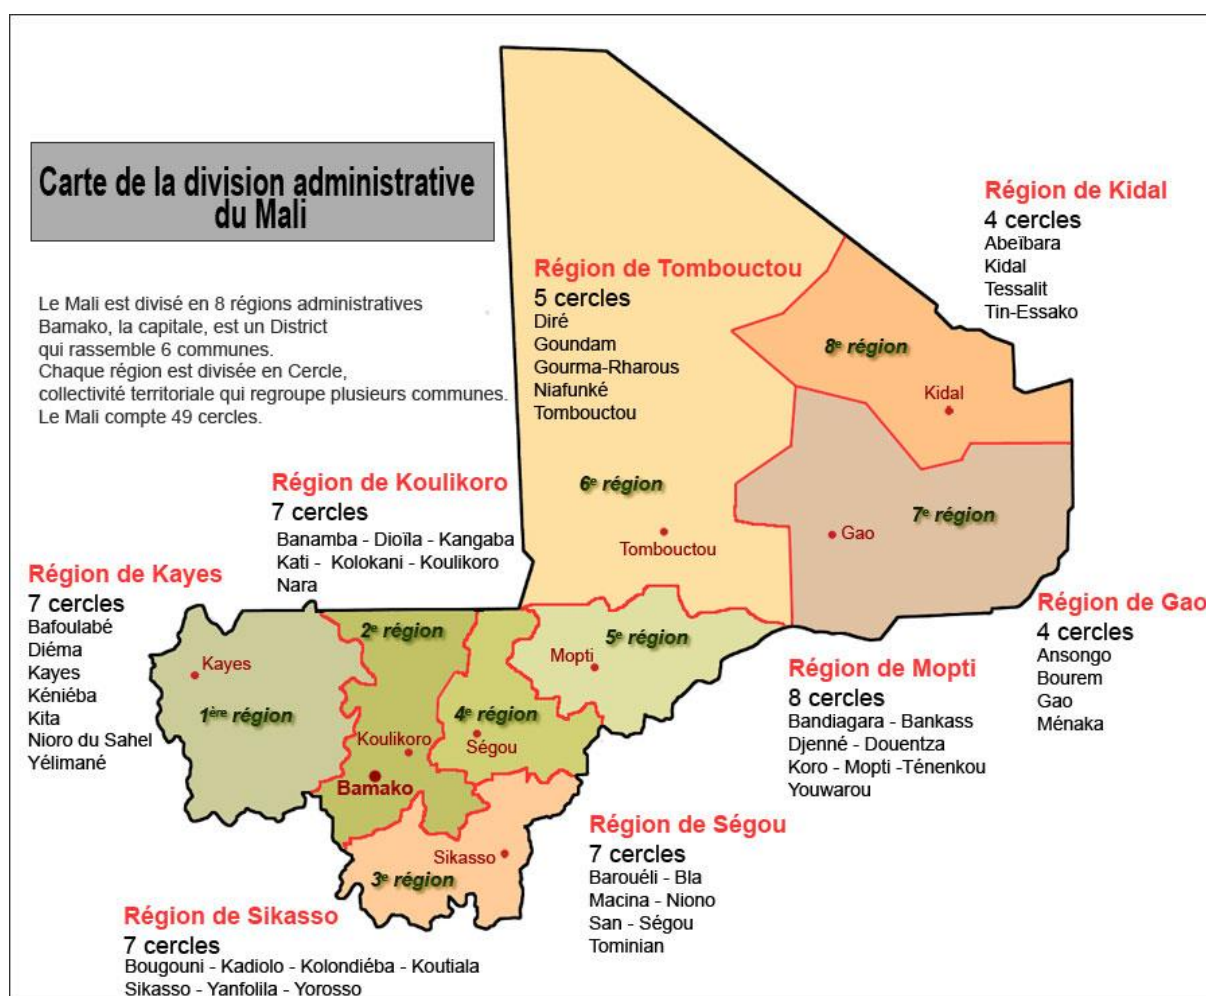 Carte de la division administrative
du Mali
Le Mali est divisé en 8 régions administratives
Bamako, la capitale, est un District
qui rassemble 6 communes.
Chaque région est divisée en Cercle,
collectivité territoriale qui regroupe plusieurs communes.
Le Mali compte 49 cercles.
Région de Kidal
4 cercles
Abeïbara
Kidal
Tessalit
Tin-Essako
Région de Tombouctou
5 cercles
Diré
Goundam
Gourma-Rharous
Niafunké
Tombouctou
8e région
Kidal
6e région
Tombouctou
7e région
Gao
Région de Koulikoro
7 cercles
Banamba - Dioïla - Kangaba
Kati - Kolokani - Koulikoro
Nara
Région de Kayes
7 cercles
Bafoulabé
Diéma
Kayes
Kéniéba
Kita
Nioro du Sahel
Yélimané
Kayes
1ère région
2e région
Koulikoro
Bamako
4e région
Ségou
5e région
Mopti
3e région
Sikasso
Région de Gao
4 cercles
Ansongo
Bourem
Gao
Ménaka
Région de Mopti
8 cercles
Bandiagara - Bankass
Djenné - Douentza
Koro - Mopti -Ténenkou
Youwarou
Région de Ségou
7 cercles
Barouéli - Bla
Macina - Niono
San - Ségou
Tominian
Région de Sikasso
7 cercles
Bougouni - Kadiolo - Kolondiéba - Koutiala
Sikasso - Yanfolila - Yorosso